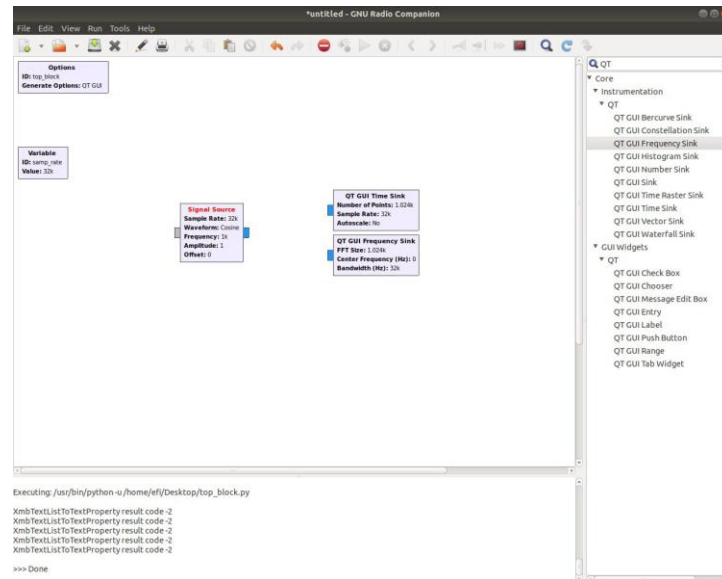 *untitled - GNU Radio Companion
File Edit View Run Tools Help
Options
ID: top_block
Generate Options: QT GUI
Variable
ID: samp_rate
Value: 32k
Signal Source
Sample Rate: 32k
Waveform: Cosine
Frequency: 1k
Amplitude: 1
Offset: 0
QT GUI Time Sink
Number of Points: 1.024k
Sample Rate: 32k
Autoscale: No
QT GUI Frequency Sink
FFT Size: 1.024k
Center Frequency (Hz): 0
Bandwidth (Hz): 32k
QT
Core
Instrumentation
QT
QT GUI Bercurve Sink
QT GUI Constellation Sink
QT GUI Frequency Sink
QT GUI Histogram Sink
QT GUI Number Sink
QT GUI Sink
QT GUI Time Raster Sink
QT GUI Time Sink
QT GUI Vector Sink
QT GUI Waterfall Sink
GUI Widgets
QT
QT GUI Check Box
QT GUI Chooser
QT GUI Message Edit Box
QT GUI Entry
QT GUI Label
QT GUI Push Button
QT GUI Range
QT GUI Tab Widget
Executing: /usr/bin/python -u /home/efi/Desktop/top_block.py
XmbTextListToTextProperty result code -2
XmbTextListToTextProperty result code -2
XmbTextListToTextProperty result code -2
XmbTextListToTextProperty result code -2
XmbTextListToTextProperty result code -2
>>> Done